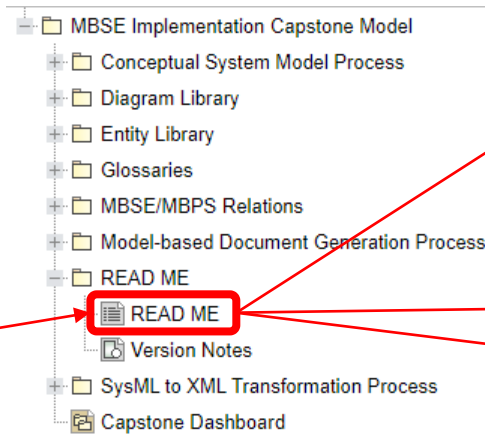 MBSE Implementation Capstone Model
Conceptual System Model Process
Diagram Library
Entity Library
Glossaries
MBSE/MBPS Relations
Model-based Document Generation Process
READ ME
READ ME
Version Notes
SysML to XML Transformation Process
Capstone Dashboard